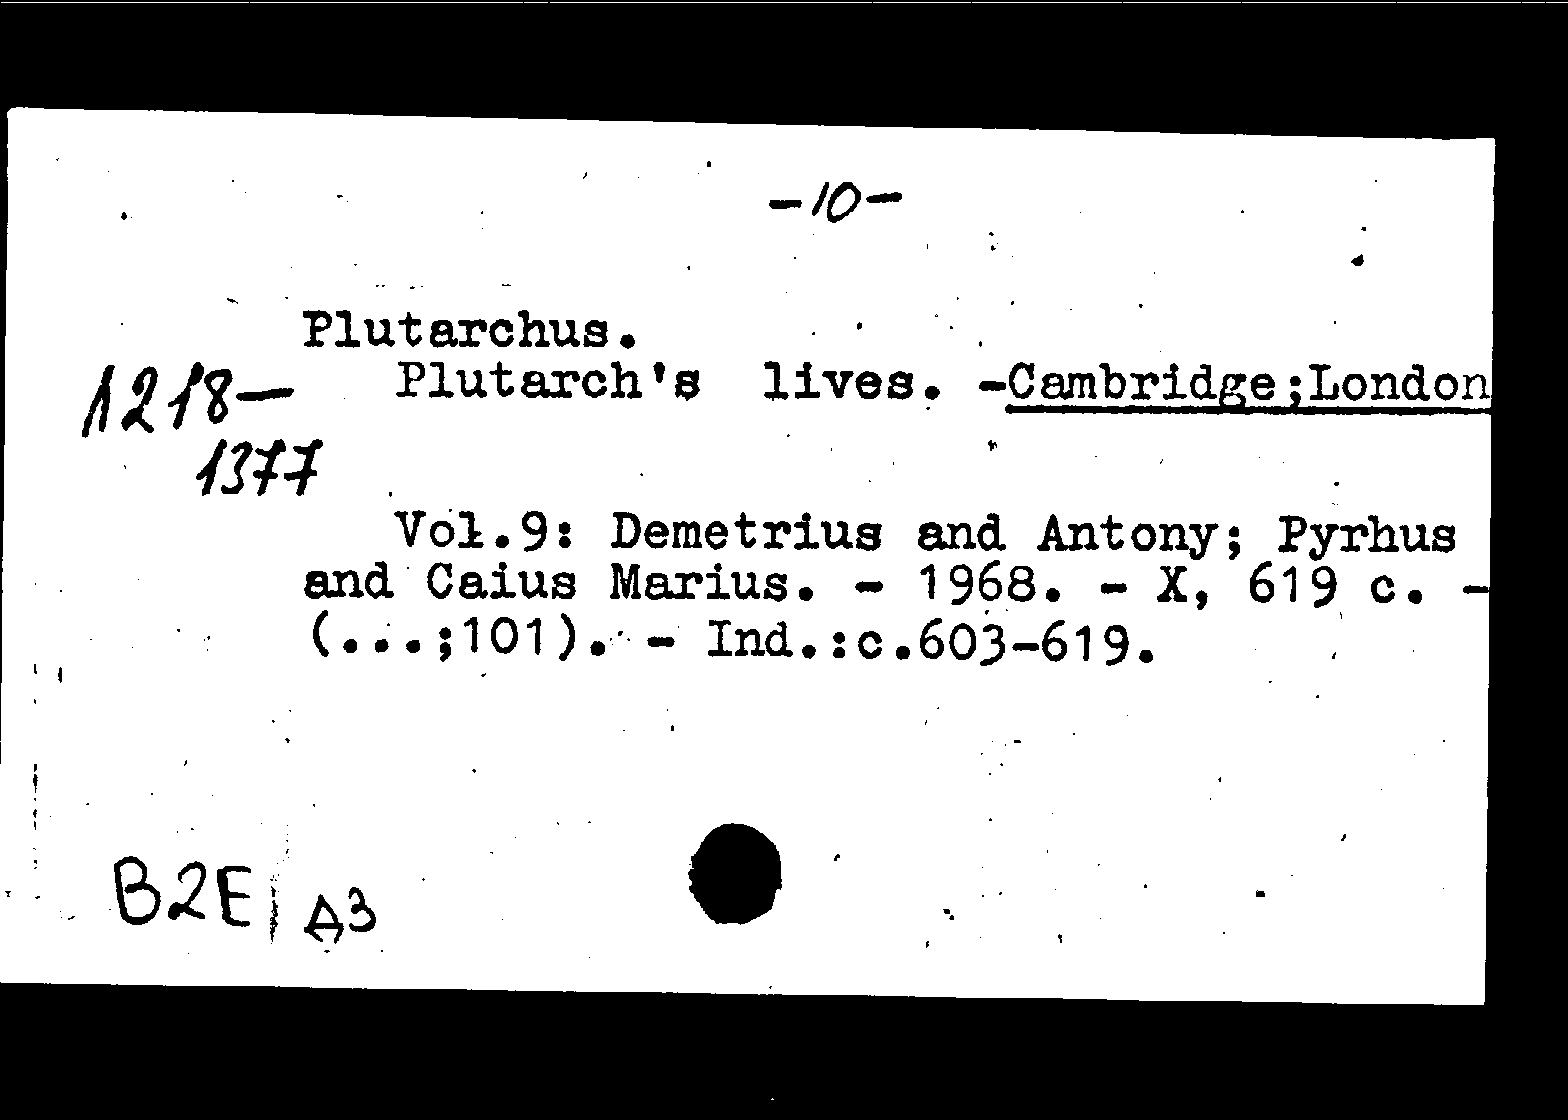 -10-
Plutarchus.
1218- Plutarch's lives. -Cambridge;London
1377
Vol.9: Demetrius and Antony; Pyrhus
and Caius Marius. - 1968. - X, 619 c. -
(...;101). - Ind.:c.603-619.
B2E ДЗ